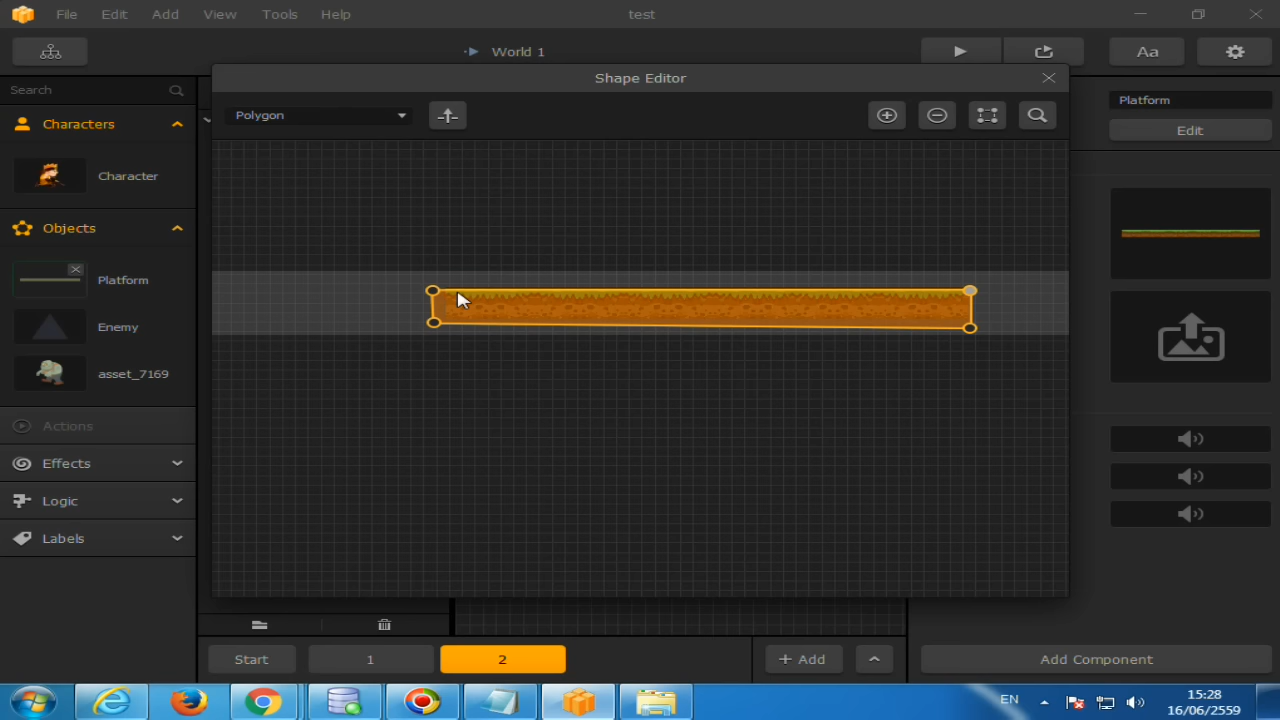 File Edit Add View Tools Help test
World 1 Aa
Search
Shape Editor
Characters
Polygon
Platform
Edit
Character
Objects
Platform
Enemy
asset_7169
Actions
Effects
Logic
Labels
Start 1 2 + Add Add Component
EN
15:28
16/06/2559